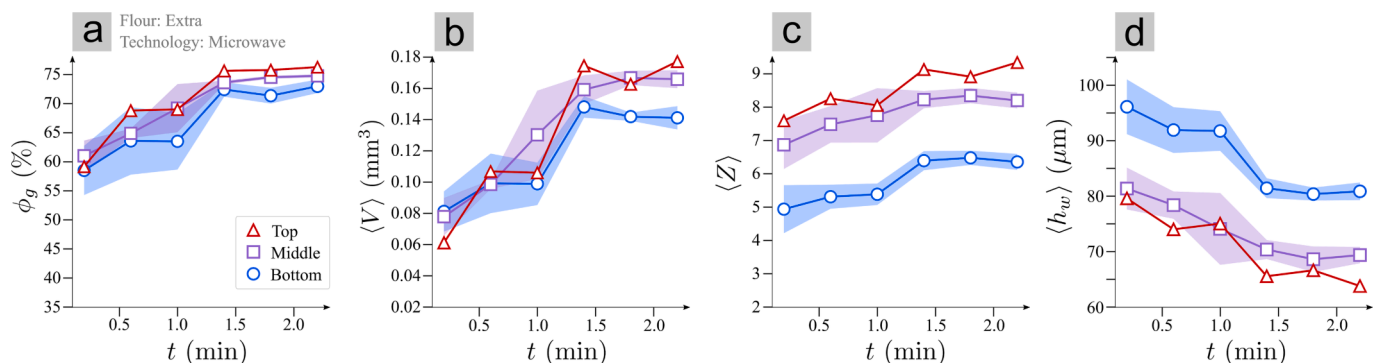 a
Flour: Extra
Technology: Microwave
ϕg (%)
75
70
65
60
55
50
45
40
35
0.5 1.0 1.5 2.0
t (min)
Top
Middle
Bottom
b
⟨V⟩ (mm³)
0.18
0.16
0.14
0.12
0.10
0.08
0.06
0.04
0.02
0.5 1.0 1.5 2.0
t (min)
c
⟨Z⟩
9
8
7
6
5
4
3
2
0.5 1.0 1.5 2.0
t (min)
d
⟨hw⟩ (μm)
100
90
80
70
60
0.5 1.0 1.5 2.0
t (min)